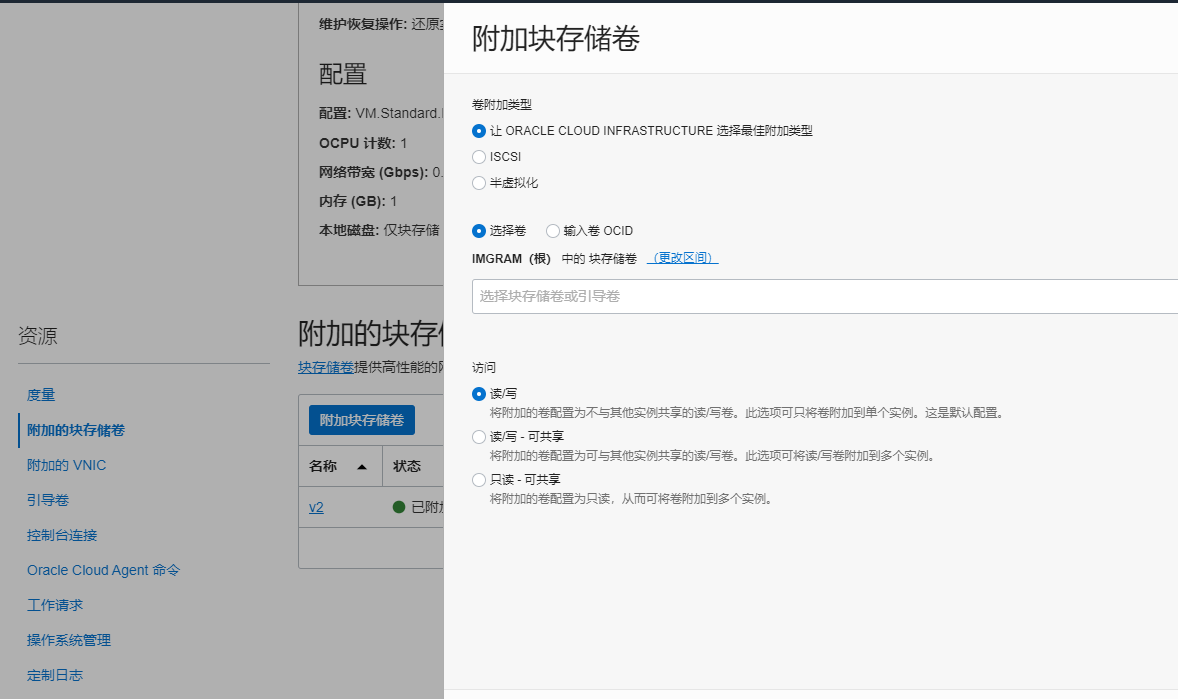 维护恢复操作: 还原
配置
配置: VM.Standard.
OCPU 计数: 1
网络带宽 (Gbps): 0.
内存 (GB): 1
本地磁盘: 仅块存储
资源
度量
附加的块存储卷
附加的 VNIC
引导卷
控制台连接
Oracle Cloud Agent 命令
工作请求
操作系统管理
定制日志
附加的块存
块存储卷提供高性能的
附加块存储卷
名称 状态
v2 已附
附加块存储卷
卷附加类型
让 ORACLE CLOUD INFRASTRUCTURE 选择最佳附加类型
ISCSI
半虚拟化
选择卷 输入卷 OCID
IMGRAM（根） 中的 块存储卷 （更改区间）
选择块存储卷或引导卷
访问
读/写
将附加的卷配置为不与其他实例共享的读/写卷。此选项可只将卷附加到单个实例。这是默认配置。
读/写 - 可共享
将附加的卷配置为可与其他实例共享的读/写卷。此选项可将读/写卷附加到多个实例。
只读 - 可共享
将附加的卷配置为只读，从而可将卷附加到多个实例。